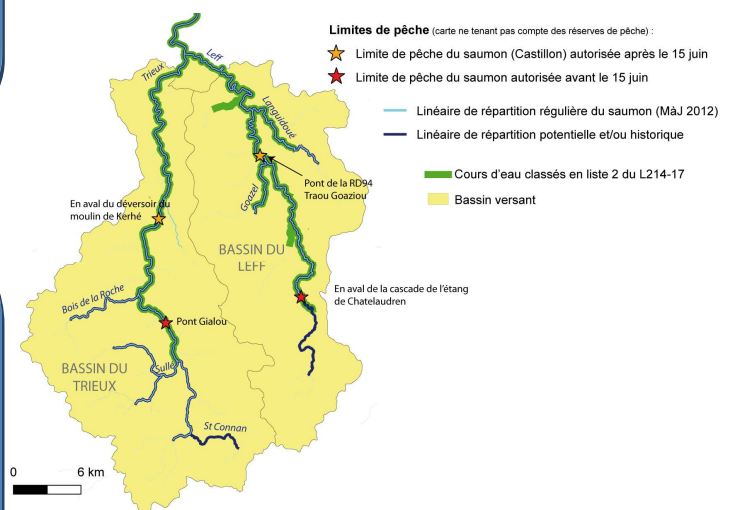 Limites de pêche (carte ne tenant pas compte des réserves de pêche) :
Limite de pêche du saumon (Castillon) autorisée après le 15 juin
Limite de pêche du saumon autorisée avant le 15 juin
Linéaire de répartition régulière du saumon (MàJ 2012)
Linéaire de répartition potentielle et/ou historique
Cours d'eau classés en liste 2 du L214-17
Bassin versant
Trieux
Leff
Languidoué
Pont de la RD94
Traou Goaziou
Goazel
En aval du déversoir du
moulin de Kerhé
BASSIN DU
LEFF
En aval de la cascade de l'étang
de Chatelaudren
Bois de la Roche
Pont Gialou
BASSIN DU
TRIEUX
Sullé
St Connan
0 6 km